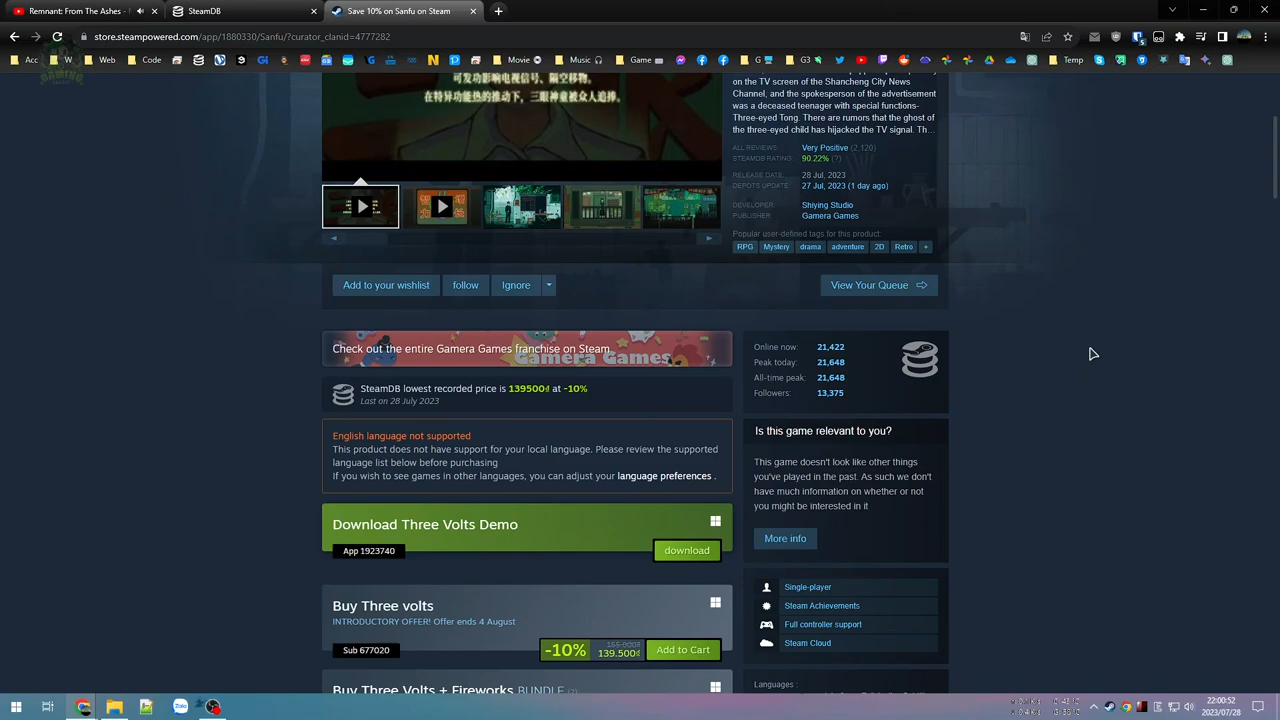 Remnant: From The Ashes -
SteamDB
Save 10% on Sanfu on Steam
store.steampowered.com/app/1880330/Sanfu/?curator_clanid=4777282
Acc
Web
Codi
Movie
Music
Game
G
G3
Temp
GAMING
可发功影响电视信号、隔空移物。
在特异功能热的推动下，三眼神童被众人追捧。
on the TV screen of the Shancheng City News
Channel, and the spokesperson of the advertisement
was a deceased teenager with special functions-
Three-eyed Tong. There are rumors that the ghost of
the three-eyed child has hijacked the TV signal. Th…
ALL REVIEWS: Very Positive (2,120)
STEAMDB RATING: 90.22% (?)
RELEASE DATE: 28 Jul, 2023
DEPOTS UPDATE: 27 Jul, 2023 (1 day ago)
DEVELOPER: Shiying Studio
PUBLISHER: Gamera Games
Popular user-defined tags for this product:
RPG Mystery drama adventure 2D Retro +
Add to your wishlist
follow
Ignore
View Your Queue
Check out the entire Gamera Games franchise on Steam
Gamera Games
SteamDB lowest recorded price is 139500₫ at -10%
Last on 28 July 2023
English language not supported
This product does not have support for your local language. Please review the supported
language list below before purchasing
If you wish to see games in other languages, you can adjust your language preferences .
Download Three Volts Demo
App 1923740
download
Buy Three volts
INTRODUCTORY OFFER! Offer ends 4 August
Sub 677020
-10%
155.000₫
139.500₫
Add to Cart
Buy Three Volts + Fireworks BUNDLE (?)
Online now: 21,422
Peak today: 21,648
All-time peak: 21,648
Followers: 13,375
Is this game relevant to you?
This game doesn't look like other things
you've played in the past. As such we don't
have much information on whether or not
you might be interested in it
More info
Single-player
Steam Achievements
Full controller support
Steam Cloud
Languages :
Zalo
22:00:52
2023/07/28